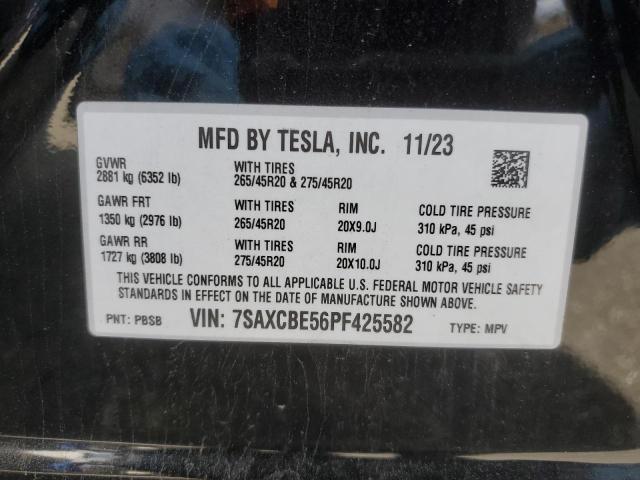 MFD BY TESLA, INC. 11/23
GVWR WITH TIRES
2881 kg (6352 lb) 265/45R20 & 275/45R20
GAWR FRT WITH TIRES RIM COLD TIRE PRESSURE
1350 kg (2976 lb) 265/45R20 20X9.0J 310 kPa, 45 psi
GAWR RR WITH TIRES RIM COLD TIRE PRESSURE
1727 kg (3808 lb) 275/45R20 20X10.0J 310 kPa, 45 psi
THIS VEHICLE CONFORMS TO ALL APPLICABLE U.S. FEDERAL MOTOR VEHICLE SAFETY
STANDARDS IN EFFECT ON THE DATE OF MANUFACTURE SHOWN ABOVE.
PNT: PBSB VIN: 7SAXCBE56PF425582 TYPE: MPV